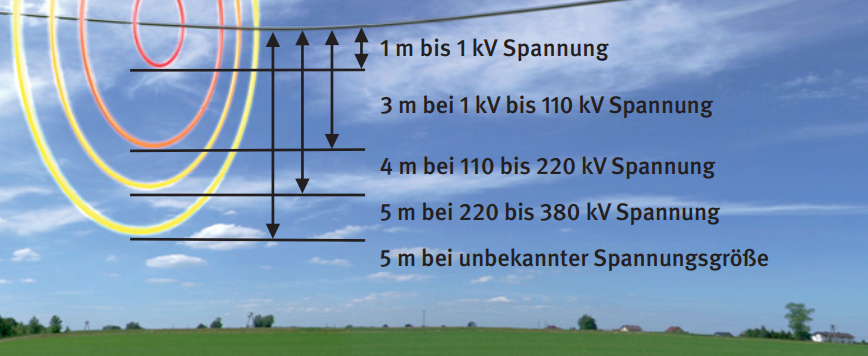 1 m bis 1 kV Spannung
3 m bei 1 kV bis 110 kV Spannung
4 m bei 110 bis 220 kV Spannung
5 m bei 220 bis 380 kV Spannung
5 m bei unbekannter Spannungsgröße